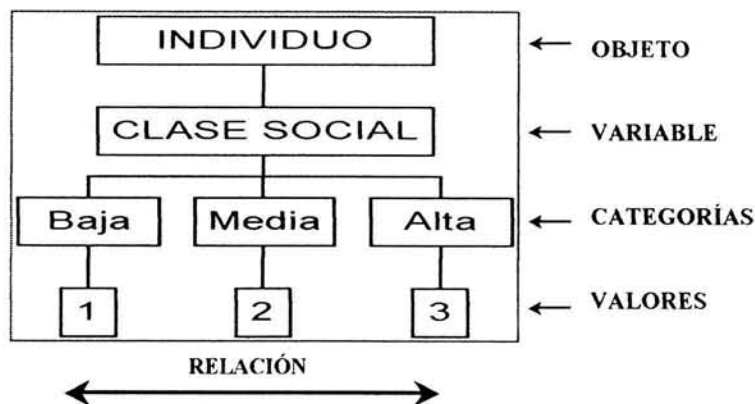 INDIVIDUO
OBJETO
CLASE SOCIAL
VARIABLE
Baja Media Alta
CATEGORÍAS
1 2 3
VALORES
RELACIÓN